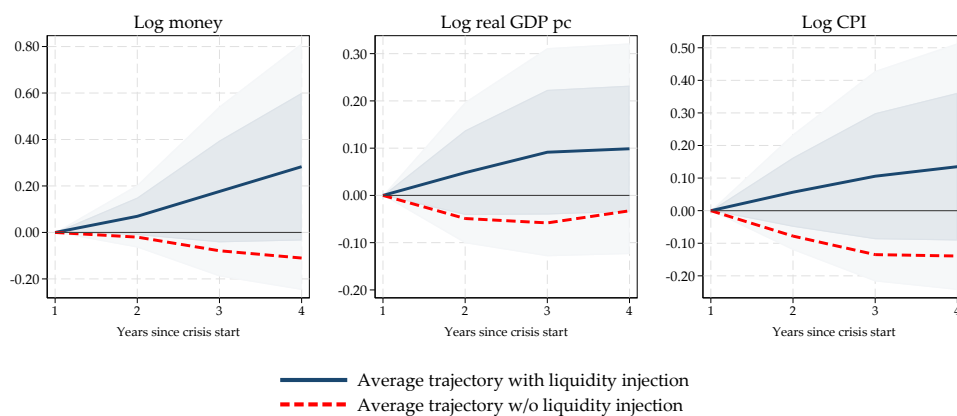 Log money
0.80
0.60
0.40
0.20
0.00
-0.20
1 2 3 4
Years since crisis start
Log real GDP pc
0.30
0.20
0.10
0.00
-0.10
-0.20
1 2 3 4
Years since crisis start
Log CPI
0.50
0.40
0.30
0.20
0.10
0.00
-0.10
-0.20
1 2 3 4
Years since crisis start
Average trajectory with liquidity injection
Average trajectory w/o liquidity injection